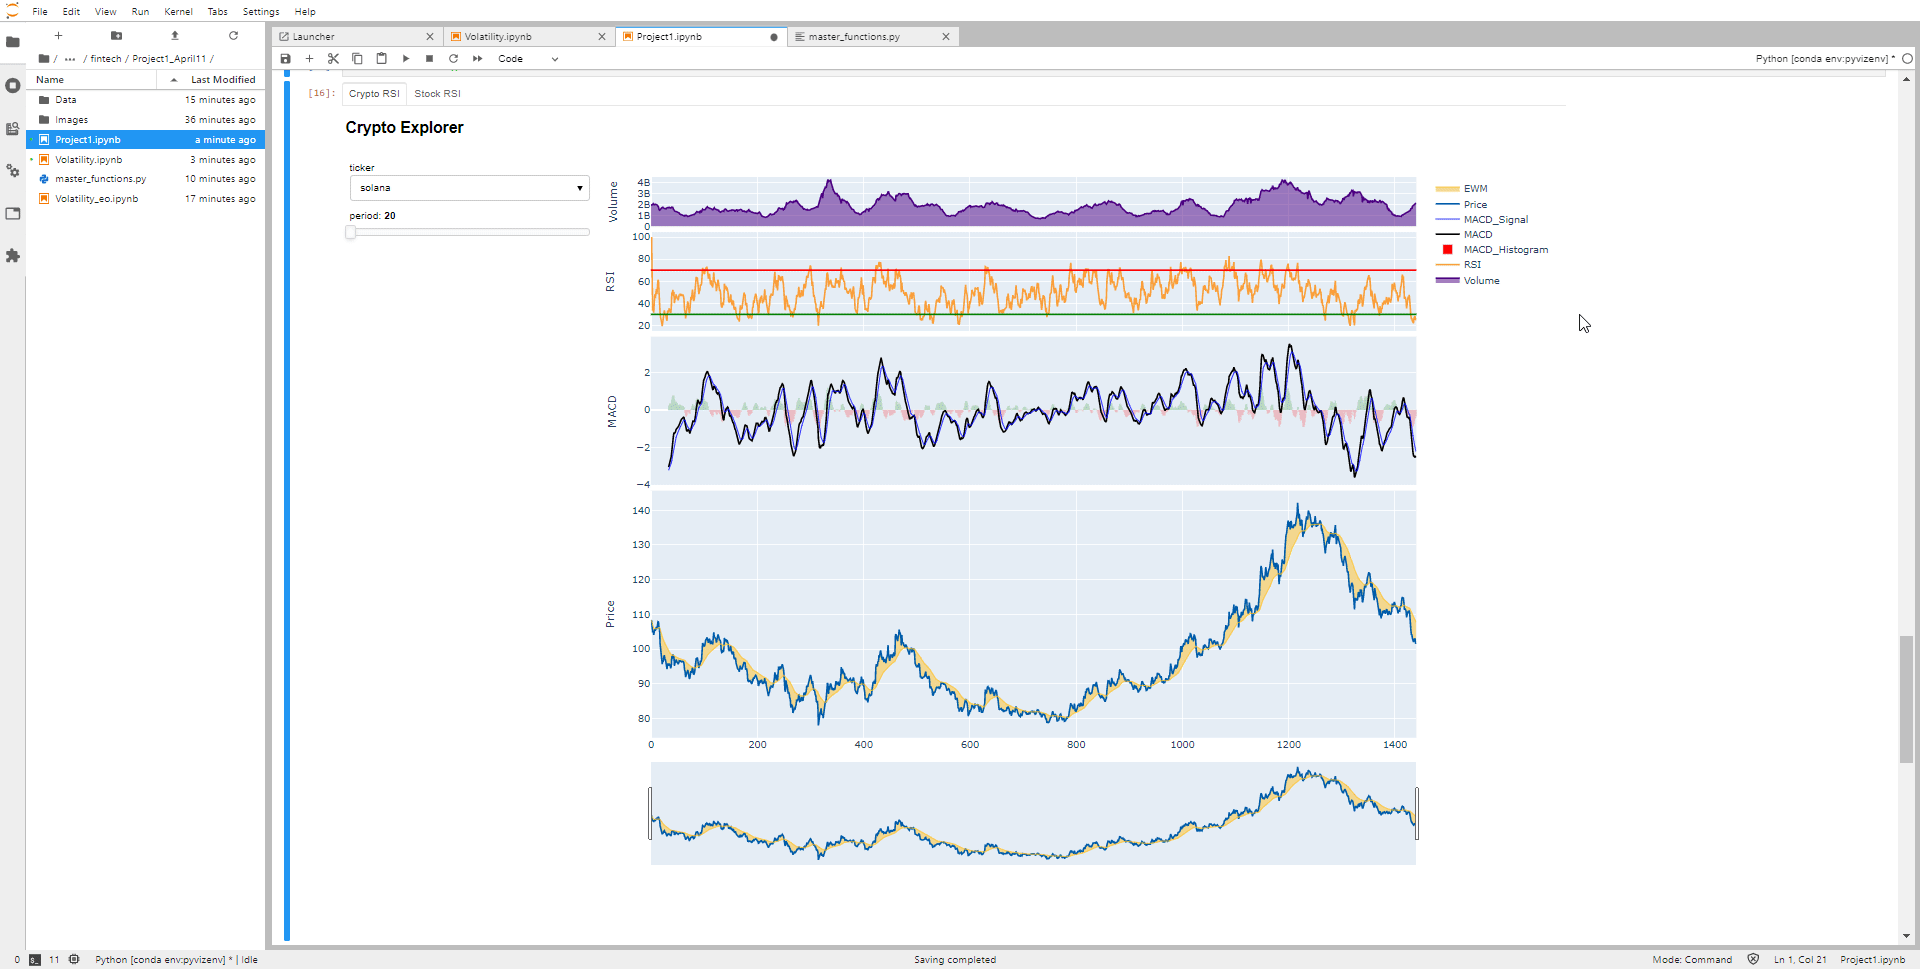 File Edit View Run Kernel Tabs Settings Help
Launcher Volatility.ipynb Project1.ipynb master_functions.py
Code Python [conda env:pyvizenv] *
/ ··· / fintech / Project1_April11 /
Name Last Modified
Data 15 minutes ago
Images 36 minutes ago
Project1.ipynb a minute ago
Volatility.ipynb 3 minutes ago
master_functions.py 10 minutes ago
Volatility_eo.ipynb 17 minutes ago
[16]: Crypto RSI Stock RSI
Crypto Explorer
ticker
solana
period: 20
Volume
4B
3B
2B
1B
0
RSI
100
80
60
40
20
MACD
2
0
−2
−4
Price
140
130
120
110
100
90
80
0 200 400 600 800 1000 1200 1400
EWM
Price
MACD_Signal
MACD
MACD_Histogram
RSI
Volume
0 11 Python [conda env:pyvizenv] * | Idle Saving completed Mode: Command Ln 1, Col 21 Project1.ipynb